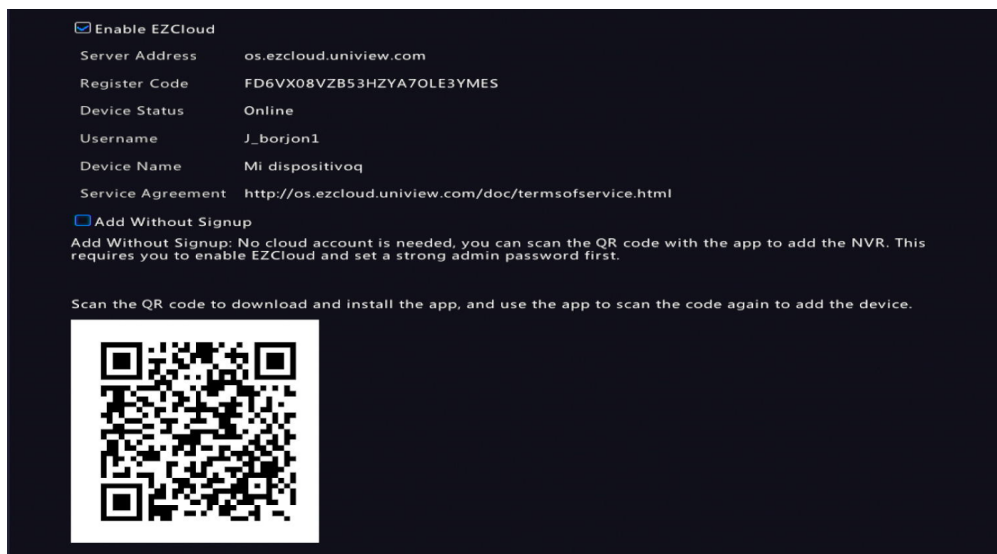 Enable EZCloud
Server Address os.ezcloud.uniview.com
Register Code FD6VX08VZB53HZYA7OLE3YMES
Device Status Online
Username J_borjon1
Device Name Mi dispositivoq
Service Agreement http://os.ezcloud.uniview.com/doc/termsofservice.html
Add Without Signup
Add Without Signup: No cloud account is needed, you can scan the QR code with the app to add the NVR. This
requires you to enable EZCloud and set a strong admin password first.
Scan the QR code to download and install the app, and use the app to scan the code again to add the device.